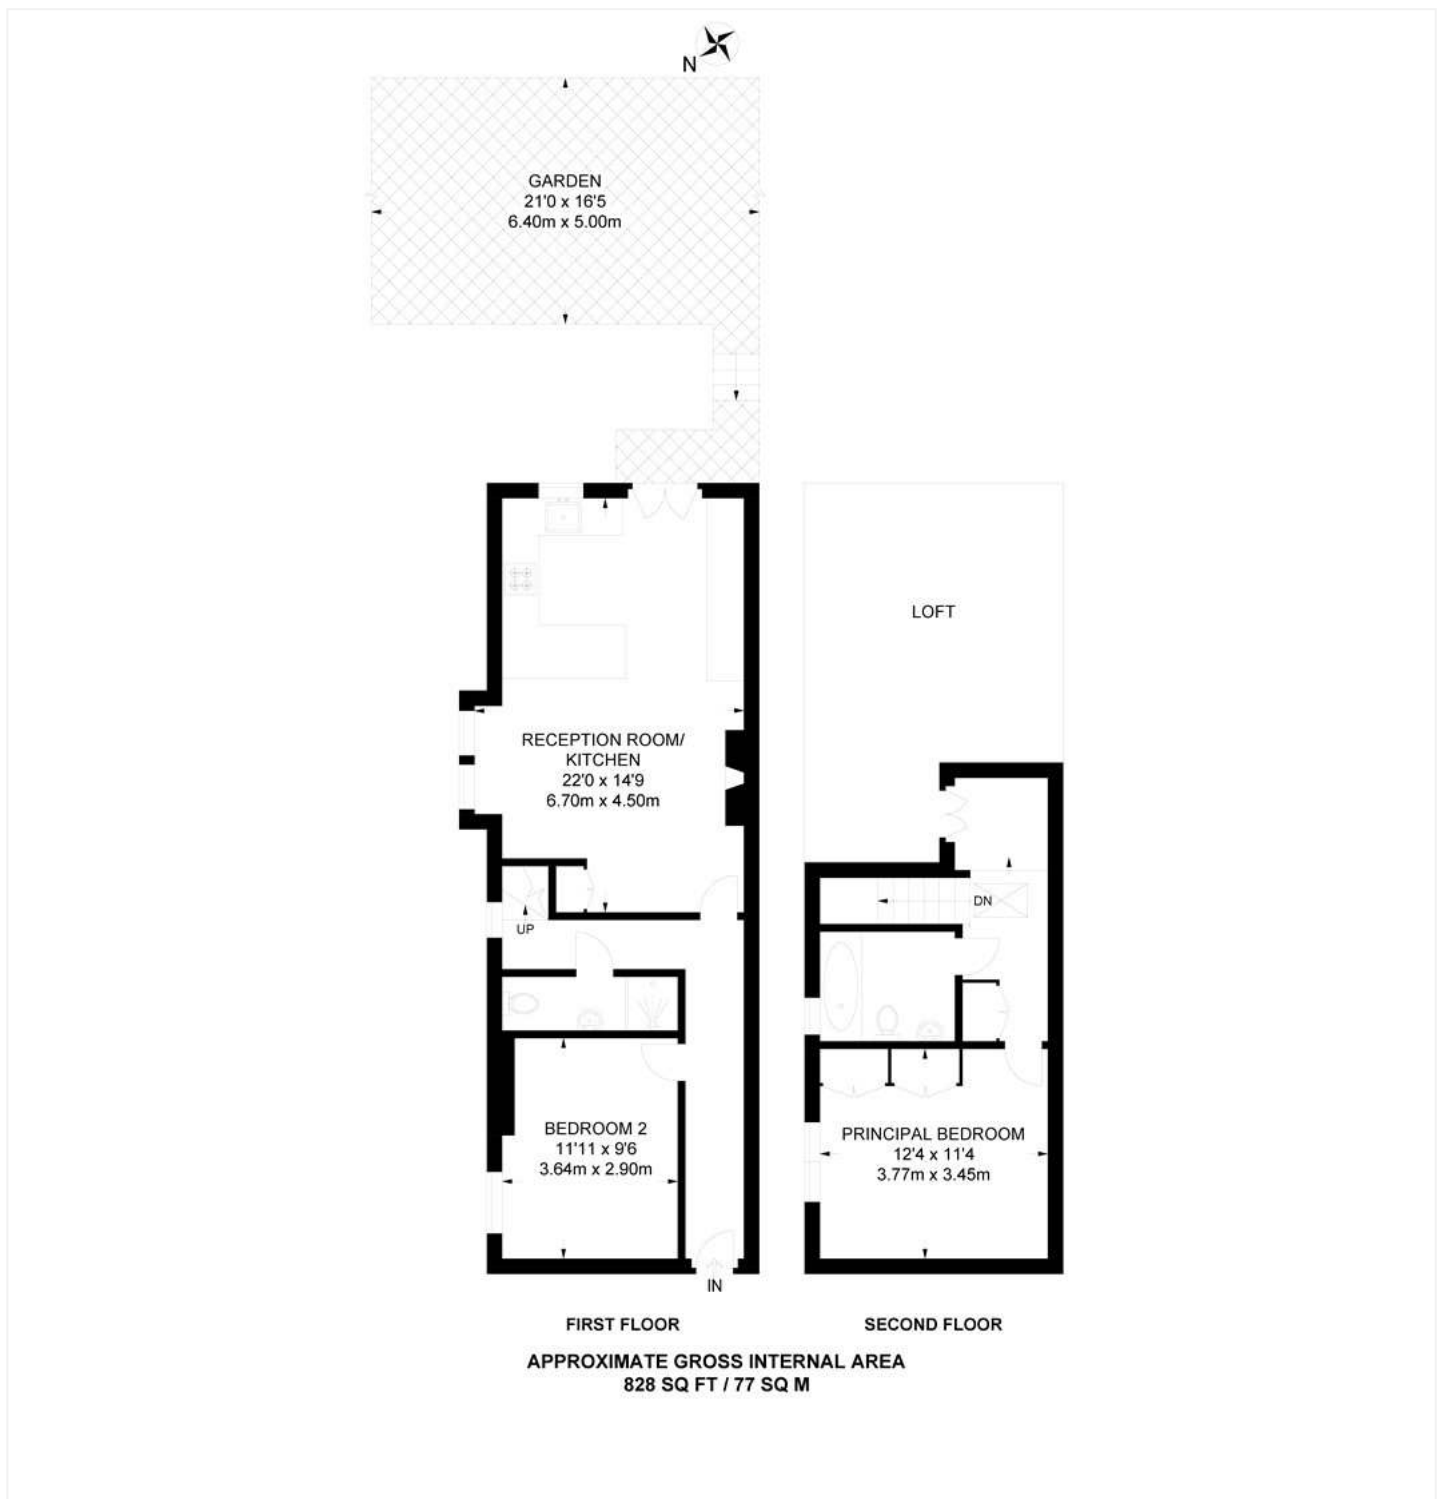 N
GARDEN
21'0 x 16'5
6.40m x 5.00m
LOFT
RECEPTION ROOM/
KITCHEN
22'0 x 14'9
6.70m x 4.50m
UP
DN
BEDROOM 2
11'11 x 9'6
3.64m x 2.90m
PRINCIPAL BEDROOM
12'4 x 11'4
3.77m x 3.45m
IN
FIRST FLOOR
SECOND FLOOR
APPROXIMATE GROSS INTERNAL AREA
828 SQ FT / 77 SQ M